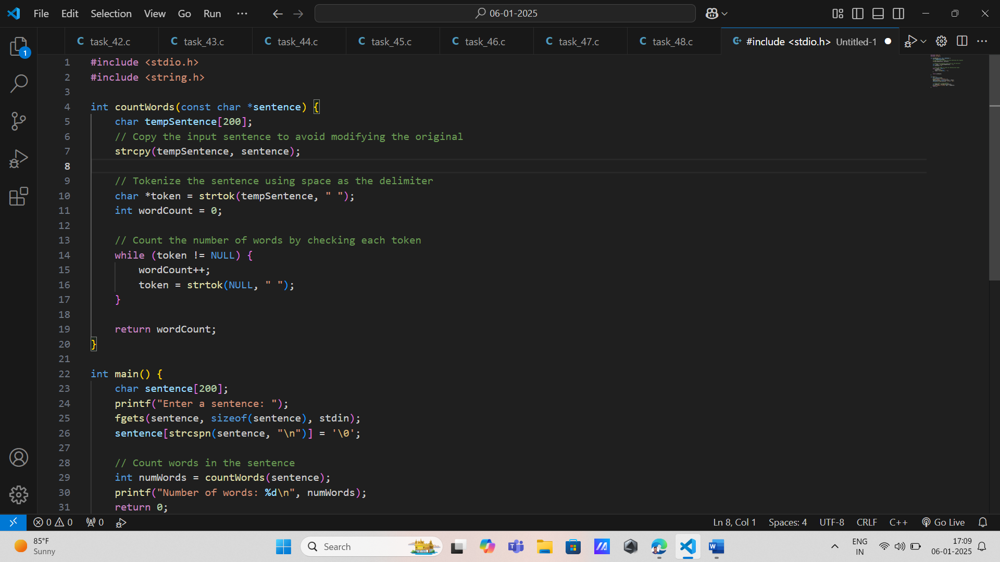 File Edit Selection View Go Run ··· 06-01-2025
task_42.c task_43.c task_44.c task_45.c task_46.c task_47.c task_48.c #include <stdio.h> Untitled-1
1 #include <stdio.h>
2 #include <string.h>
3
4 int countWords(const char *sentence) {
5 char tempSentence[200];
6 // Copy the input sentence to avoid modifying the original
7 strcpy(tempSentence, sentence);
8
9 // Tokenize the sentence using space as the delimiter
10 char *token = strtok(tempSentence, " ");
11 int wordCount = 0;
12
13 // Count the number of words by checking each token
14 while (token != NULL) {
15 wordCount++;
16 token = strtok(NULL, " ");
17 }
18
19 return wordCount;
20 }
21
22 int main() {
23 char sentence[200];
24 printf("Enter a sentence: ");
25 fgets(sentence, sizeof(sentence), stdin);
26 sentence[strcspn(sentence, "\n")] = '\0';
27
28 // Count words in the sentence
29 int numWords = countWords(sentence);
30 printf("Number of words: %d\n", numWords);
31 return 0;
1
0 0 0 Ln 8, Col 1 Spaces: 4 UTF-8 CRLF C++ Go Live
85°F
Sunny
Search
ENG
IN
17:09
06-01-2025